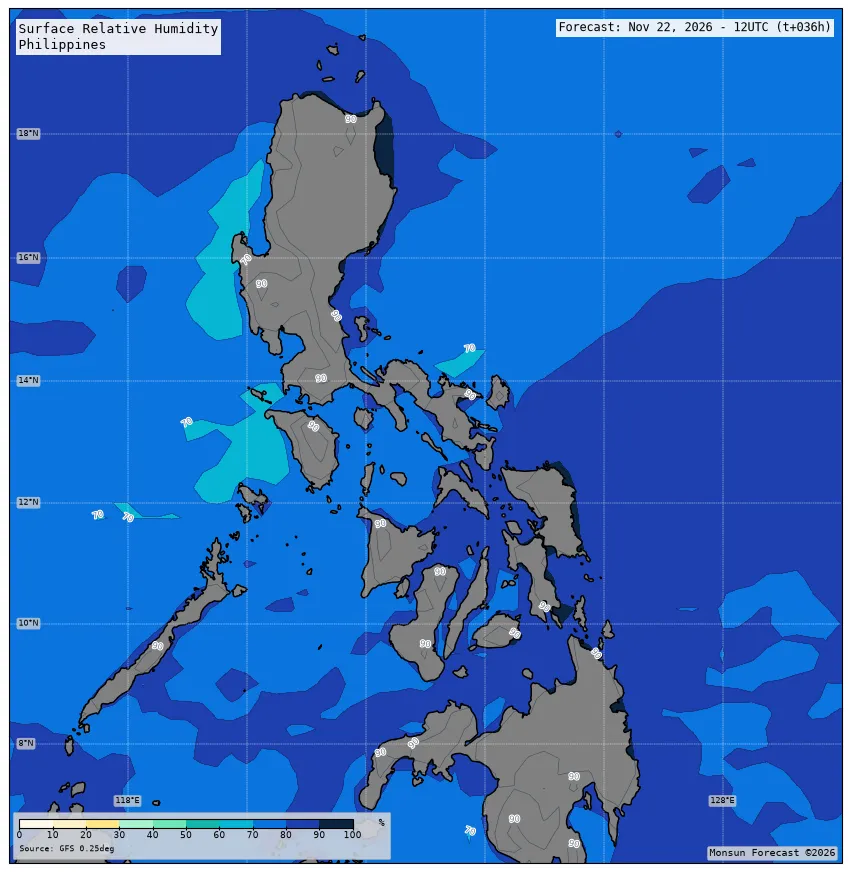 Surface Relative Humidity
Philippines
Forecast: Nov 22, 2026 - 12UTC (t+036h)
90
18°N
70
16°N
90
90
70
14°N
90
90
70
90
12°N
70
70
90
90
90
10°N
90
90
90
90
8°N
90
90
90
118°E
128°E
90
70
90
0 10 20 30 40 50 60 70 80 90 100 %
Source: GFS 0.25deg
Monsun Forecast ©2026